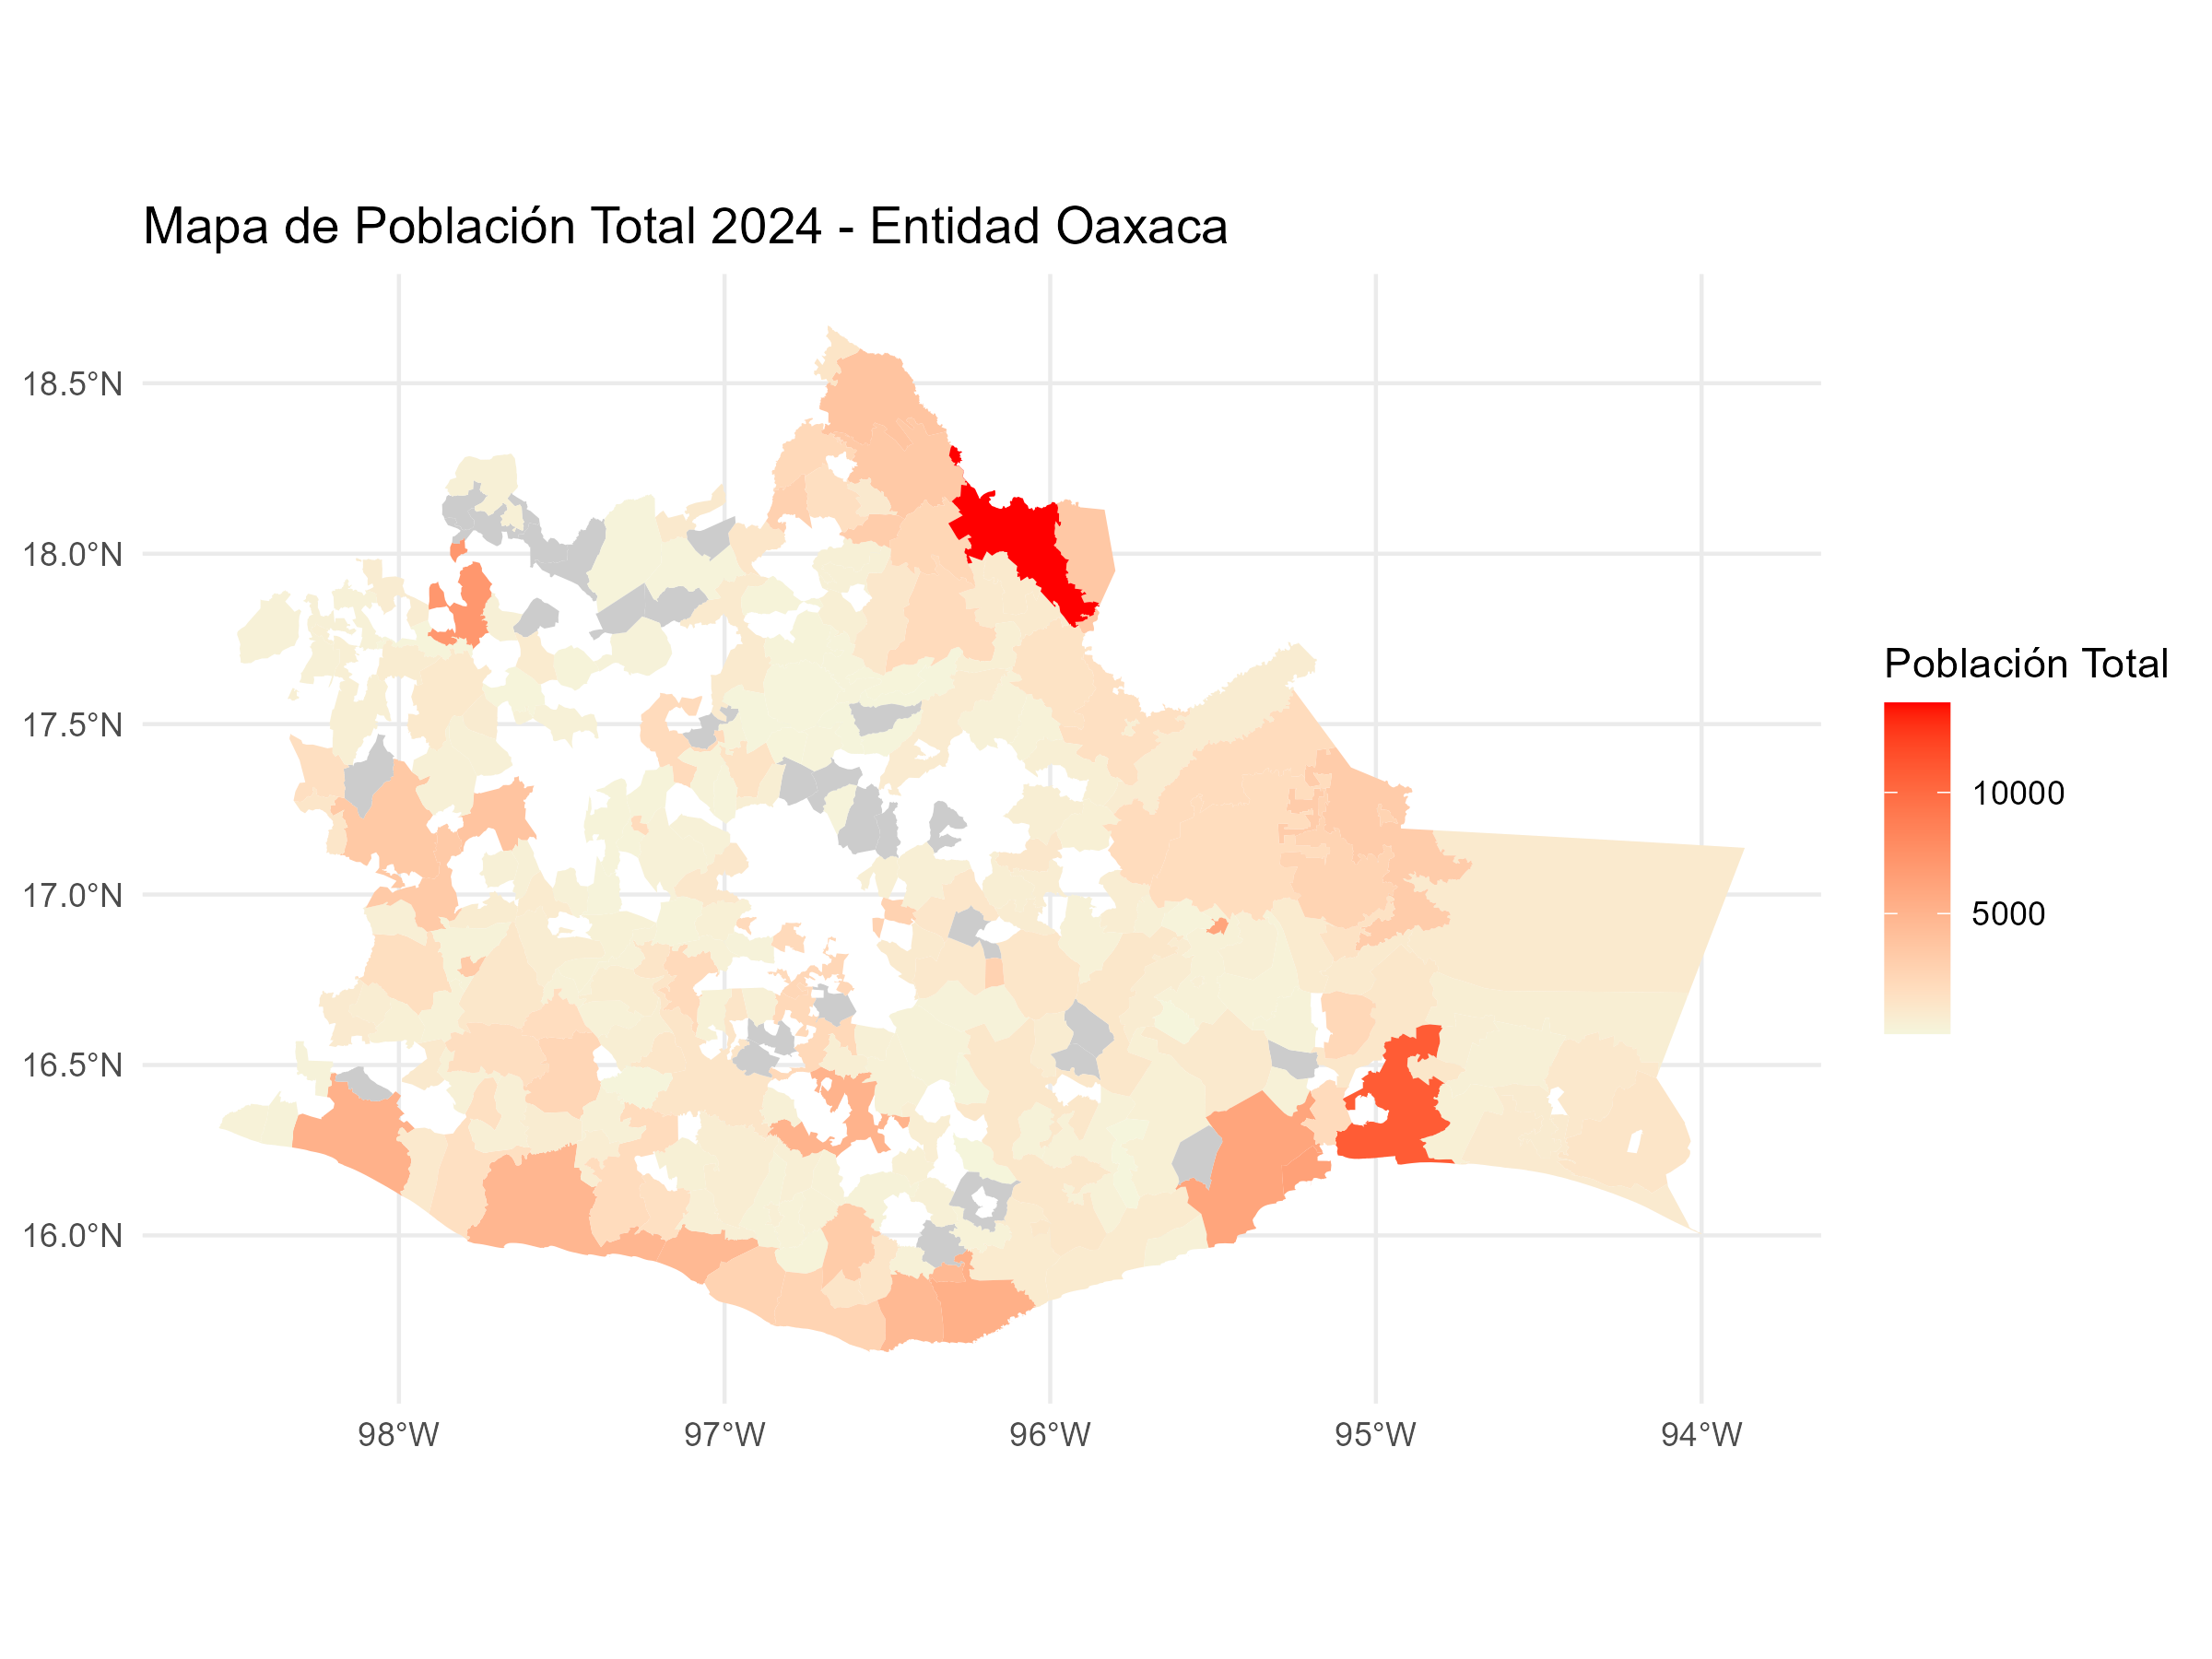 Mapa de Población Total 2024 - Entidad Oaxaca
18.5°N
18.0°N
17.5°N
17.0°N
16.5°N
16.0°N
98°W
97°W
96°W
95°W
94°W
Población Total
10000
5000